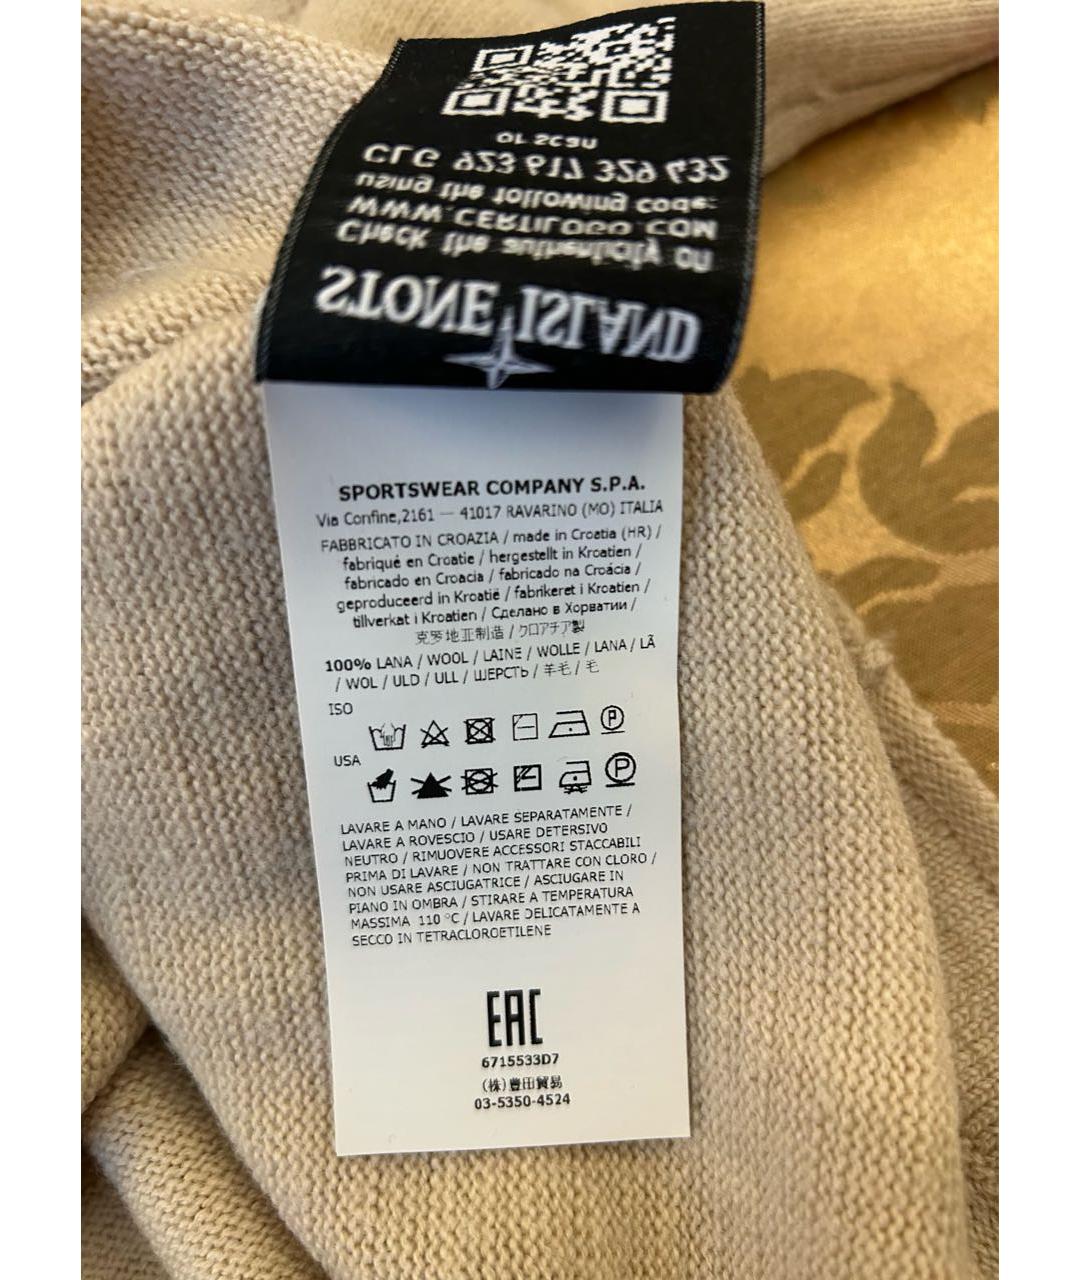 STONE ISLAND
Check the authenticity on
WWW.CERTILOGO.COM
using the following code:
CLG 923 617 329 432
or scan
SPORTSWEAR COMPANY S.P.A.
Via Confine,2161 — 41017 RAVARINO (MO) ITALIA
FABBRICATO IN CROAZIA / made in Croatia (HR) /
fabriqué en Croatie / hergestellt in Kroatien /
fabricado en Croacia / fabricado na Croácia /
geproduceerd in Kroatië / fabrikeret i Kroatien /
tillverkat i Kroatien / Сделано в Хорватии /
克罗地亚制造 / クロアチア製
100% LANA / WOOL / LAINE / WOLLE / LANA / LÃ
/ WOL / ULD / ULL / ШЕРСТЬ / 羊毛 / 毛
ISO
P
USA
P
LAVARE A MANO / LAVARE SEPARATAMENTE /
LAVARE A ROVESCIO / USARE DETERSIVO
NEUTRO / RIMUOVERE ACCESSORI STACCABILI
PRIMA DI LAVARE / NON TRATTARE CON CLORO /
NON USARE ASCIUGATRICE / ASCIUGARE IN
PIANO IN OMBRA / STIRARE A TEMPERATURA
MASSIMA 110 °C / LAVARE DELICATAMENTE A
SECCO IN TETRACLOROETILENE
EAC
6715533D7
(株)豊田貿易
03-5350-4524